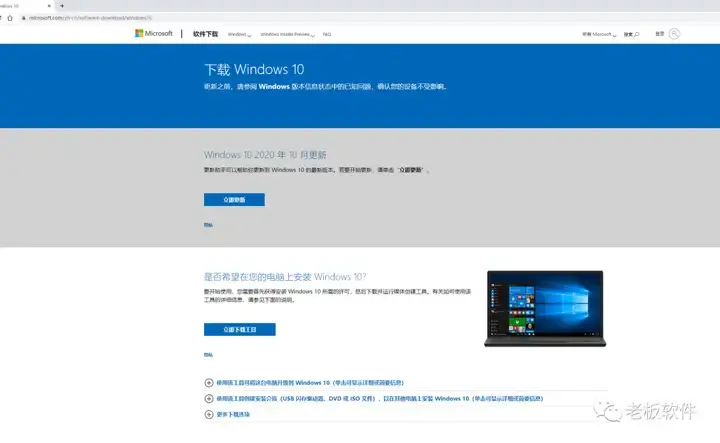 microsoft.com/zh-cn/software-download/windows10
Microsoft 软件下载 Windows Windows Insider Preview FAQ 所有 Microsoft 搜索 登录
下载 Windows 10
更新之前，请参阅 Windows 版本信息状态中的已知问题，确认您的设备不受影响。
Windows 10 2020 年 10 月更新
更新助手可以帮助你更新到 Windows 10 的最新版本。若要开始更新，请单击“立即更新”。
立即更新
隐私
是否希望在您的电脑上安装 Windows 10?
要开始使用，您需要首先获得安装 Windows 10 所需的许可，然后下载并运行媒体创建工具。有关如何使用该
工具的详细信息，请参见下面的说明。
立即下载工具
隐私
使用该工具可将这台电脑升级到 Windows 10（单击可显示详细或简要信息）
使用该工具创建安装介质（USB 闪存驱动器、DVD 或 ISO 文件），以在其他电脑上安装 Windows 10（单击可显示详细或简要信息）
更多下载选项
老板软件